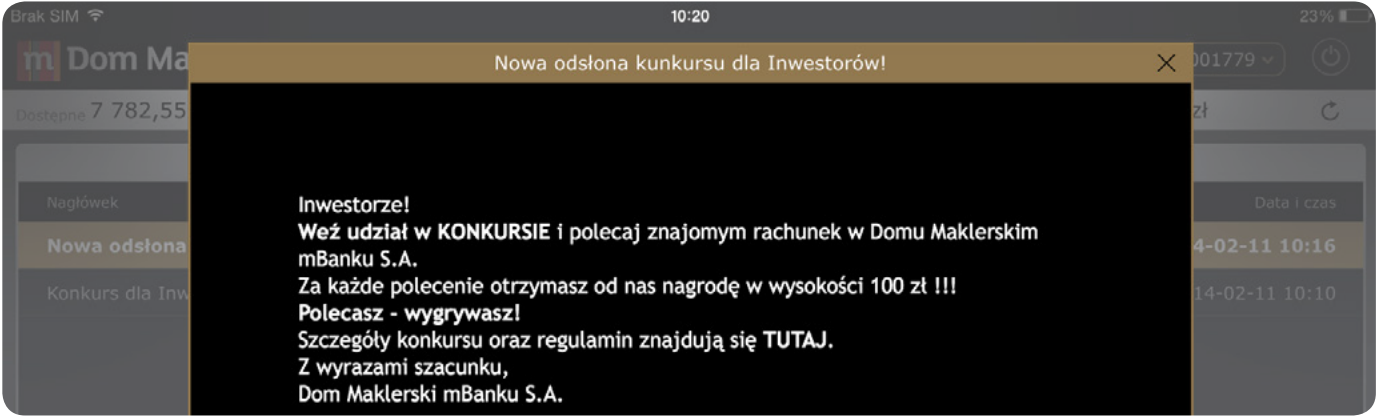 Brak SIM 10:20 23%
Nowa odsłona kunkursu dla Inwestorów!
m Dom Ma 001779
Dostępne 7 782,55 zł
Nagłówek Data i czas
Nowa odsłona 4-02-11 10:16
Konkurs dla Inw 14-02-11 10:10
Inwestorze!
Weź udział w KONKURSIE i polecaj znajomym rachunek w Domu Maklerskim
mBanku S.A.
Za każde polecenie otrzymasz od nas nagrodę w wysokości 100 zł !!!
Polecasz - wygrywasz!
Szczegóły konkursu oraz regulamin znajdują się TUTAJ.
Z wyrazami szacunku,
Dom Maklerski mBanku S.A.